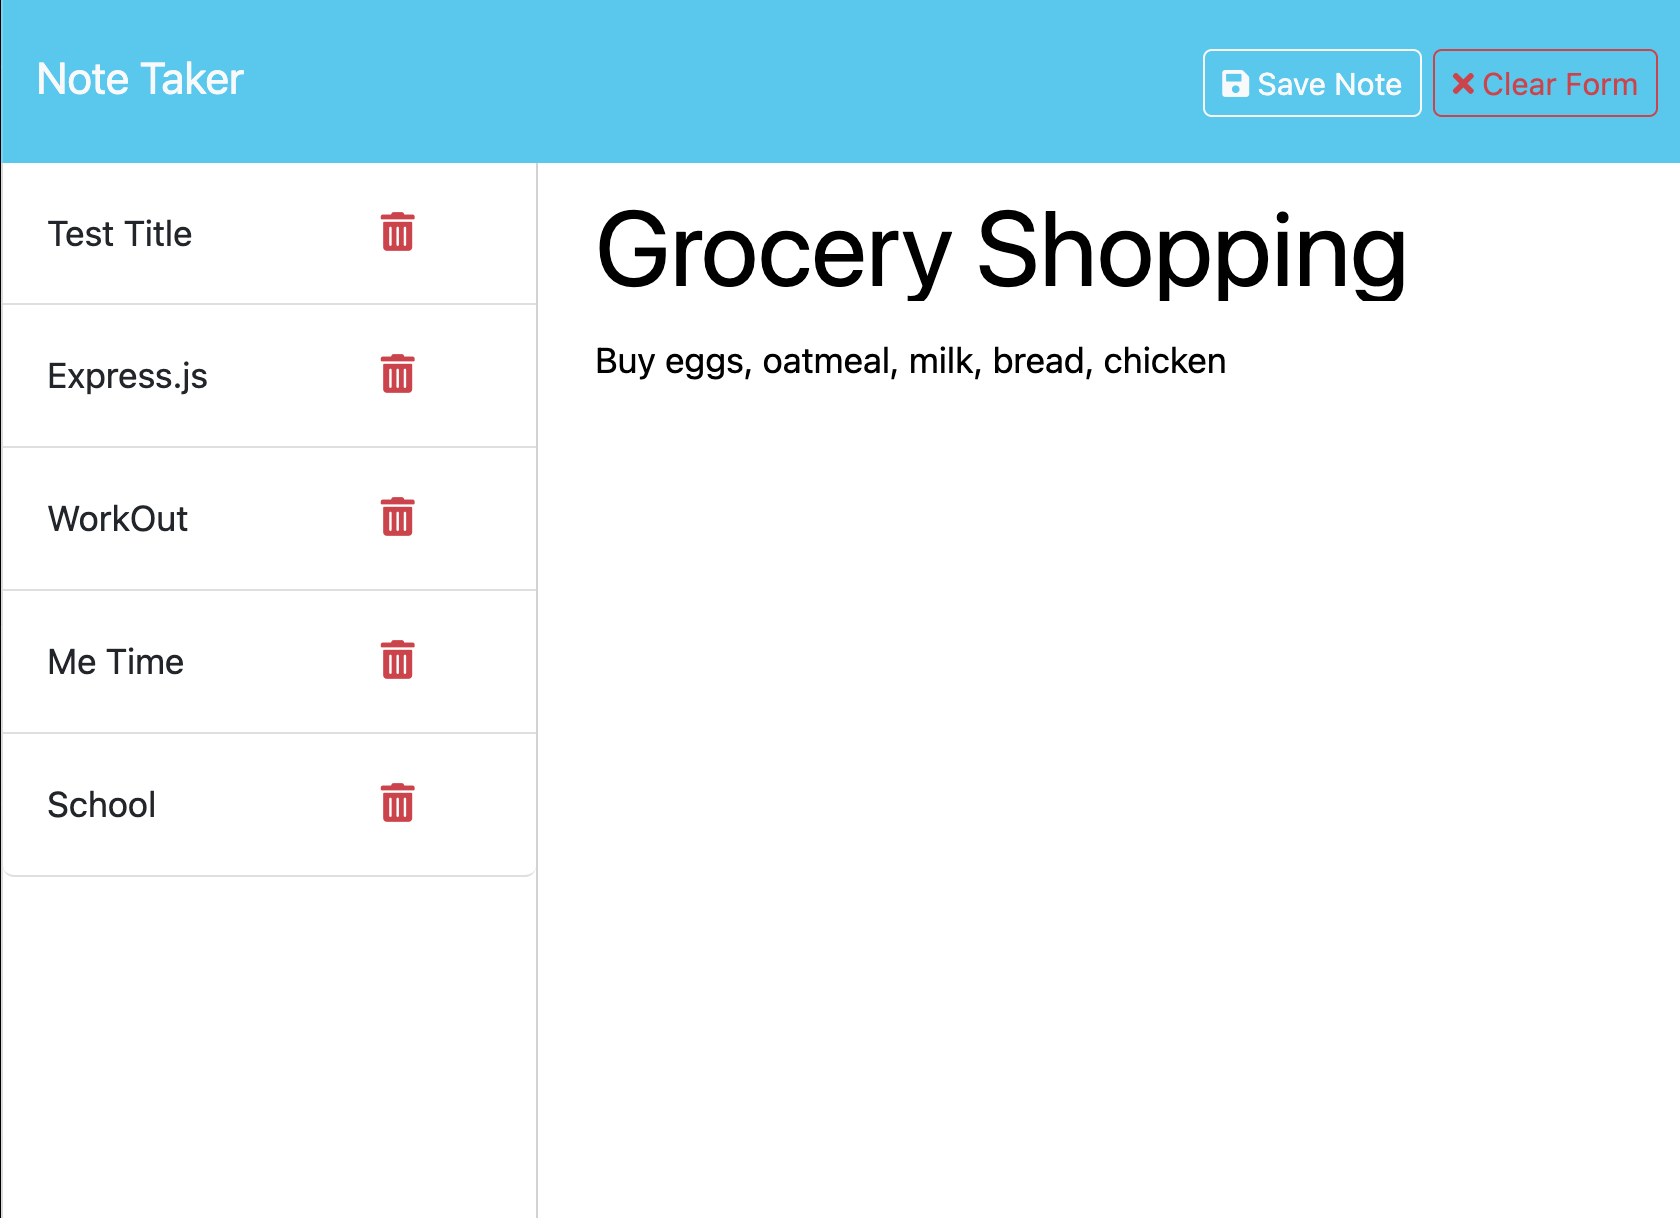 Note Taker
Save Note
Clear Form
Test Title
Express.js
WorkOut
Me Time
School
Grocery Shopping
Buy eggs, oatmeal, milk, bread, chicken